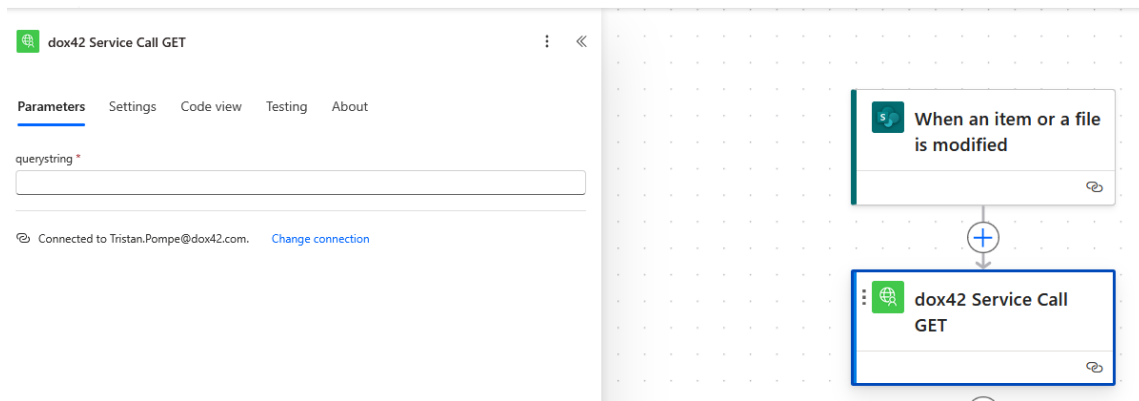 dox42 Service Call GET
Parameters Settings Code view Testing About
querystring *
Connected to Tristan.Pompe@dox42.com. Change connection
When an item or a file
is modified
dox42 Service Call
GET